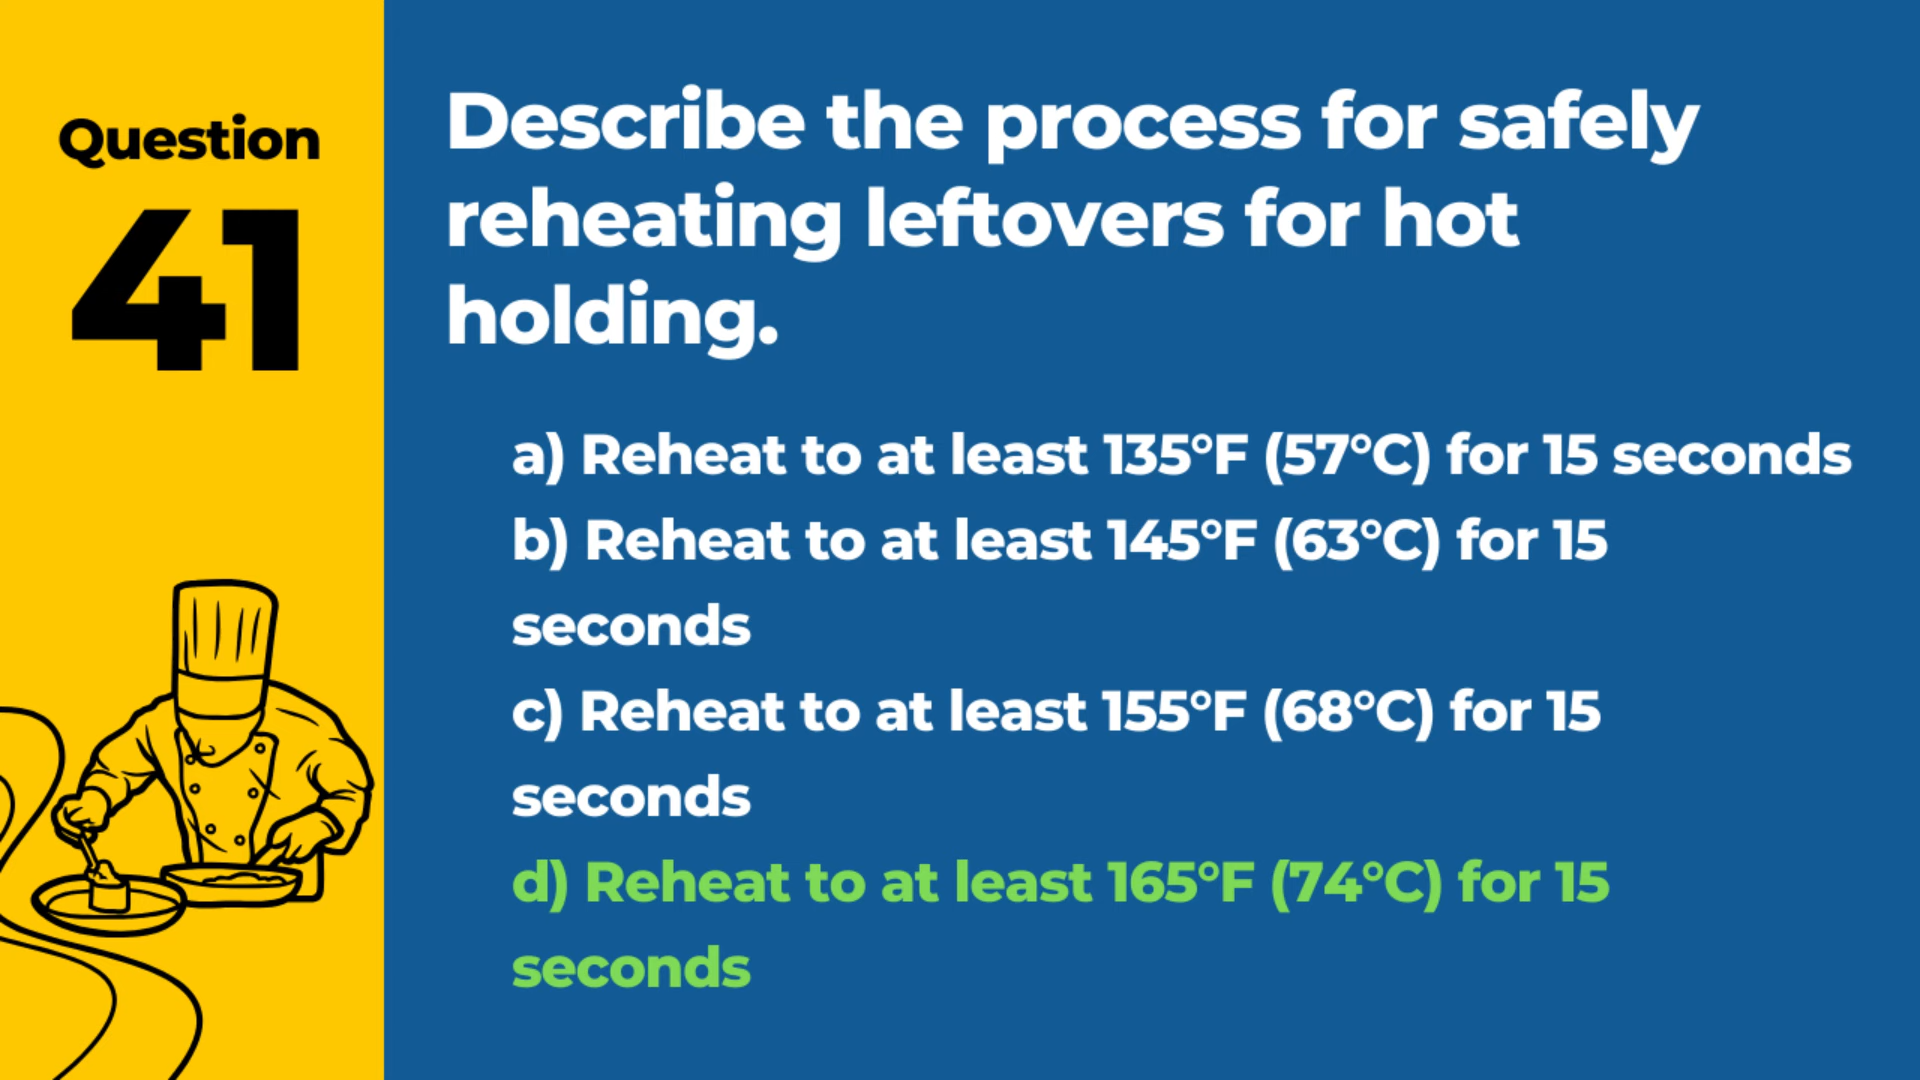 Question
41
Describe the process for safely
reheating leftovers for hot
holding.
a) Reheat to at least 135°F (57°C) for 15 seconds
b) Reheat to at least 145°F (63°C) for 15
seconds
c) Reheat to at least 155°F (68°C) for 15
seconds
d) Reheat to at least 165°F (74°C) for 15
seconds